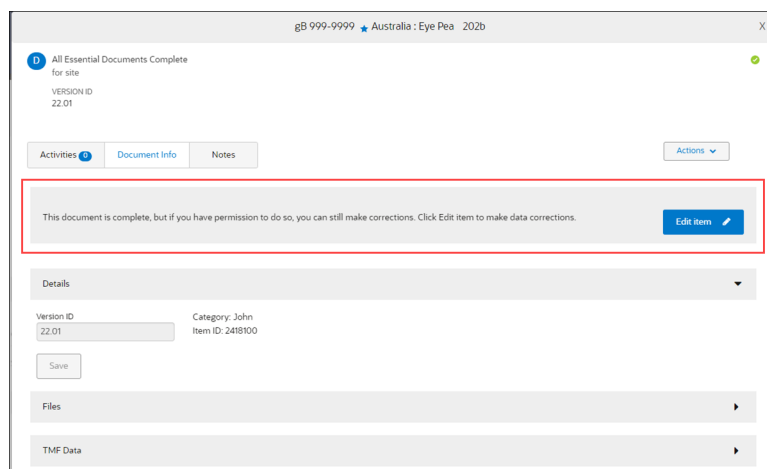 gB 999-9999 Australia : Eye Pea 202b X
D All Essential Documents Complete
for site
VERSION ID
22.01
Activities 0 Document Info Notes Actions
This document is complete, but if you have permission to do so, you can still make corrections. Click Edit item to make data corrections. Edit item
Details
Version ID Category: John
22.01 Item ID: 2418100
Save
Files
TMF Data